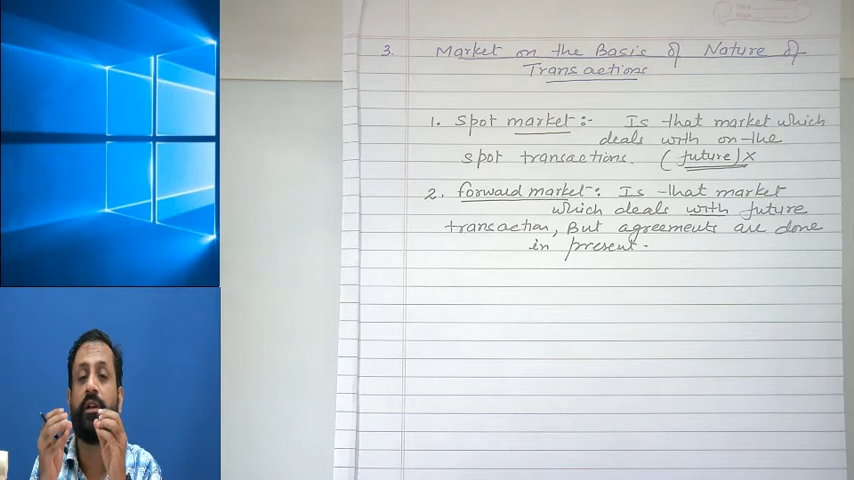 3. Market on the Basis of Nature of
Transactions
1. Spot market :- Is that market which
deals with on-the
spot transactions. (future) X
2. forward market : Is that market
which deals with future
transaction, But agreements are done
in present.